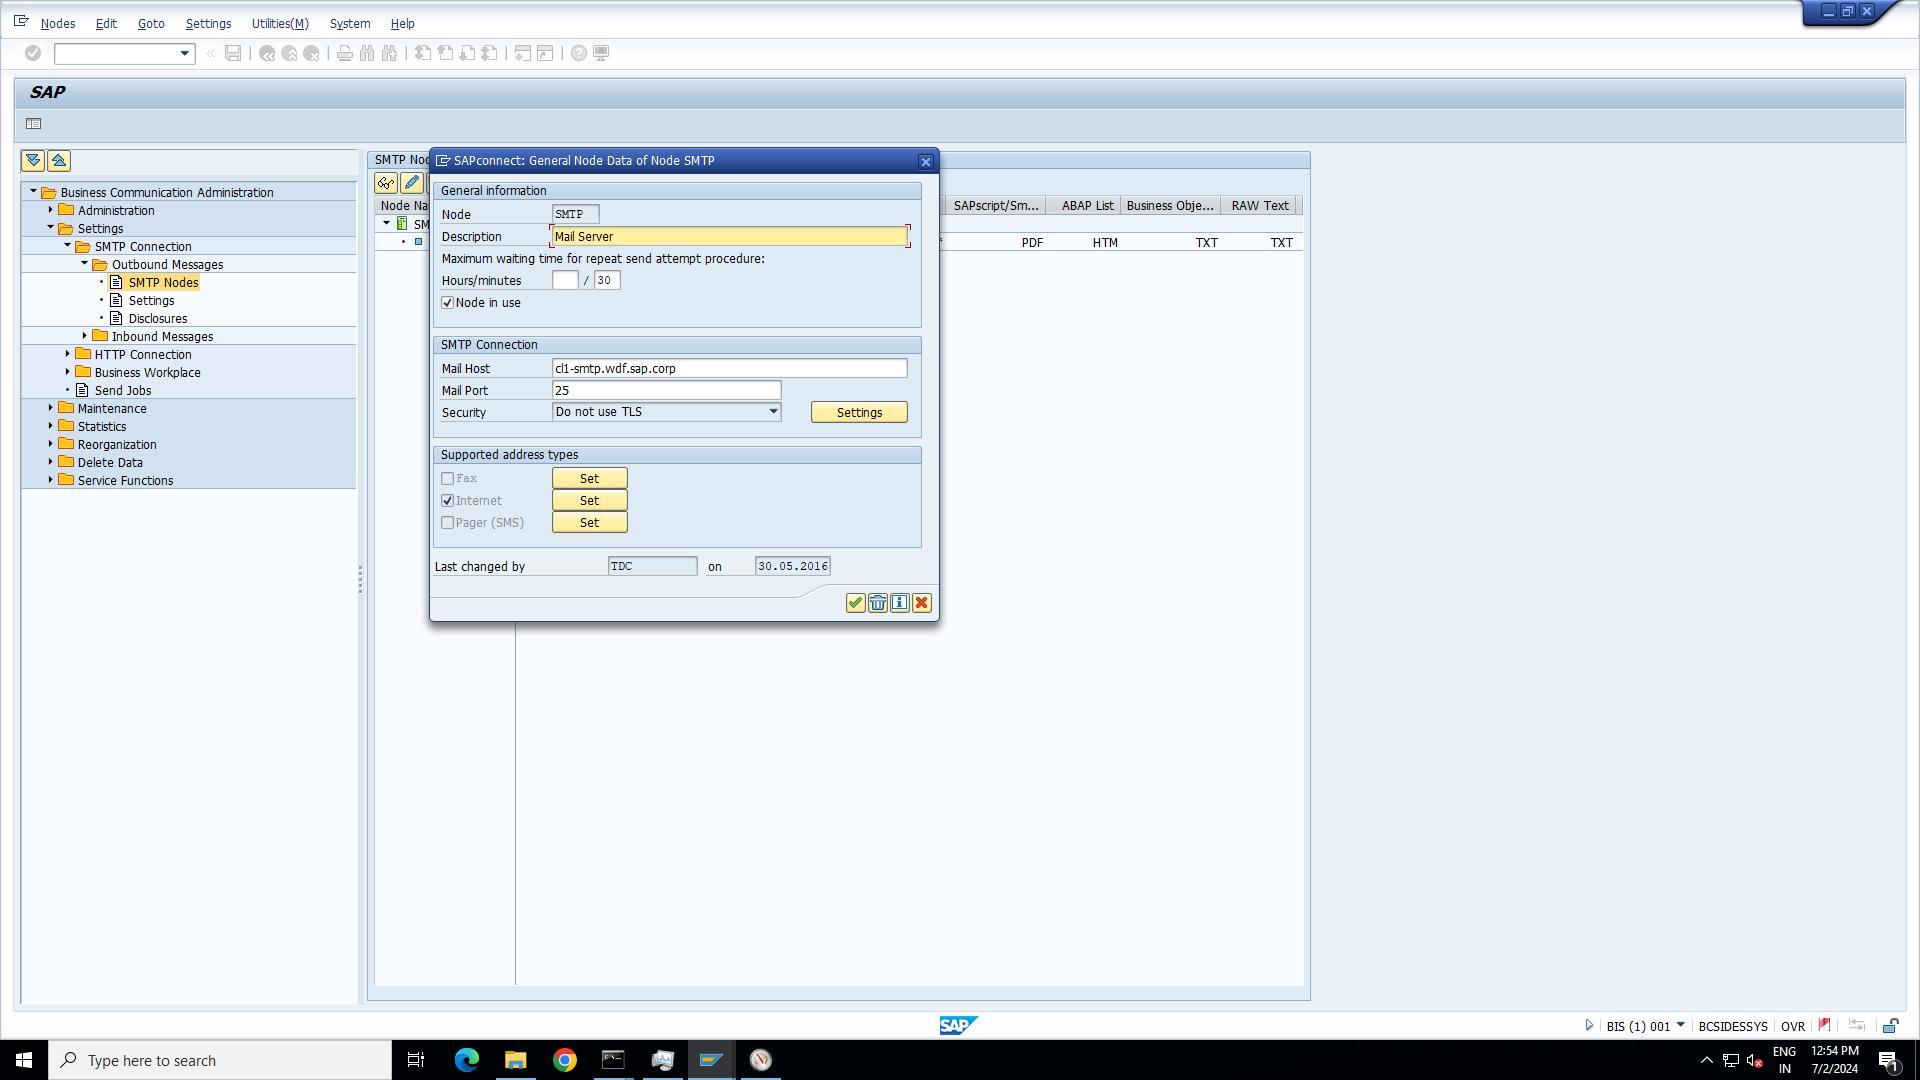 Nodes Edit Goto Settings Utilities(M) System Help
SAP
SMTP Nod
SAPconnect: General Node Data of Node SMTP
General information
Node SMTP
Description Mail Server
Maximum waiting time for repeat send attempt procedure:
Hours/minutes / 30
Node in use
SMTP Connection
Mail Host cl1-smtp.wdf.sap.corp
Mail Port 25
Security Do not use TLS Settings
Supported address types
Fax Set
Internet Set
Pager (SMS) Set
Last changed by TDC on 30.05.2016
Business Communication Administration
Administration
Settings
SMTP Connection
Outbound Messages
SMTP Nodes
Settings
Disclosures
Inbound Messages
HTTP Connection
Business Workplace
Send Jobs
Maintenance
Statistics
Reorganization
Delete Data
Service Functions
Node Na SAPscript/Sm... ABAP List Business Obje... RAW Text
SM
PDF HTM TXT TXT
SAP
BIS (1) 001 BCSIDESSYS OVR
Type here to search
ENG
IN
12:54 PM
7/2/2024
1